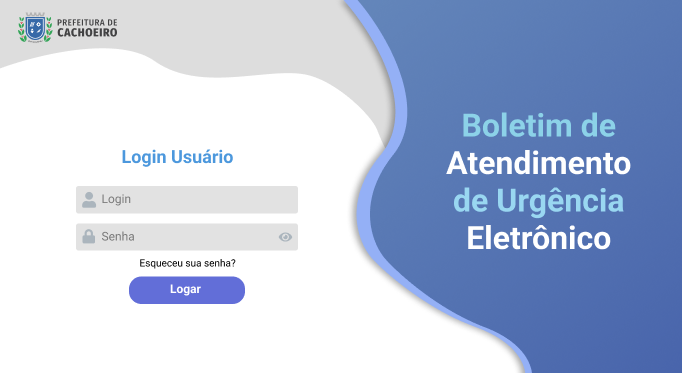 PREFEITURA DE
CACHOEIRO
Login Usuário
Login
Senha
Esqueceu sua senha?
Logar
Boletim de
Atendimento
de Urgência
Eletrônico